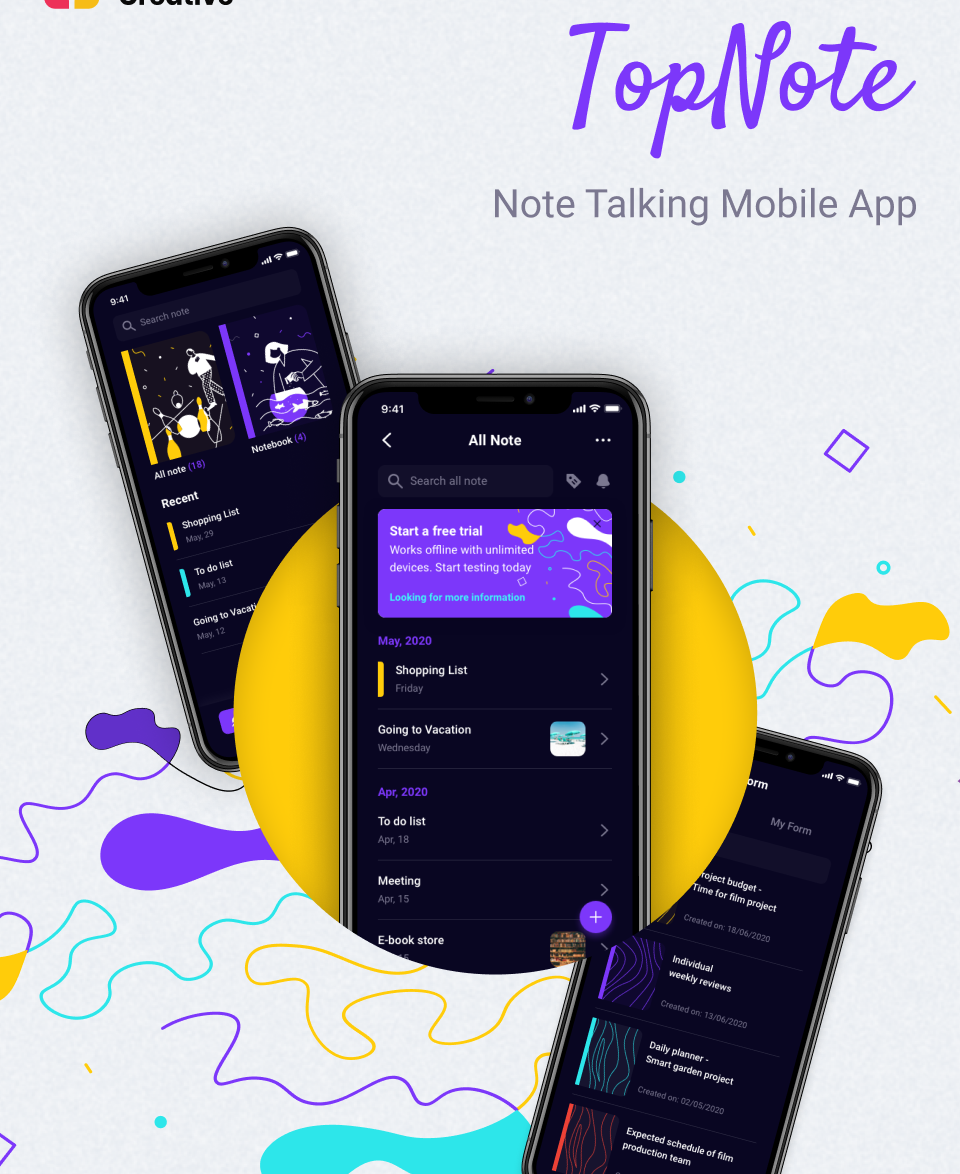 Creative
TopNote
Note Talking Mobile App
9:41
Search note
All note (18)
Notebook (4)
Recent
Shopping List
May, 29
To do list
May, 13
Going to Vacati
May, 12
9:41
All Note
Search all note
Start a free trial
Works offline with unlimited
devices. Start testing today
Looking for more information
May, 2020
Shopping List
Friday
Going to Vacation
Wednesday
Apr, 2020
To do list
Apr, 18
Meeting
Apr, 15
E-book store
orm
My Form
roject budget -
Time for film project
Created on: 18/06/2020
Individual
weekly reviews
Created on: 13/06/2020
Daily planner -
Smart garden project
Created on: 02/05/2020
Expected schedule of film
production team